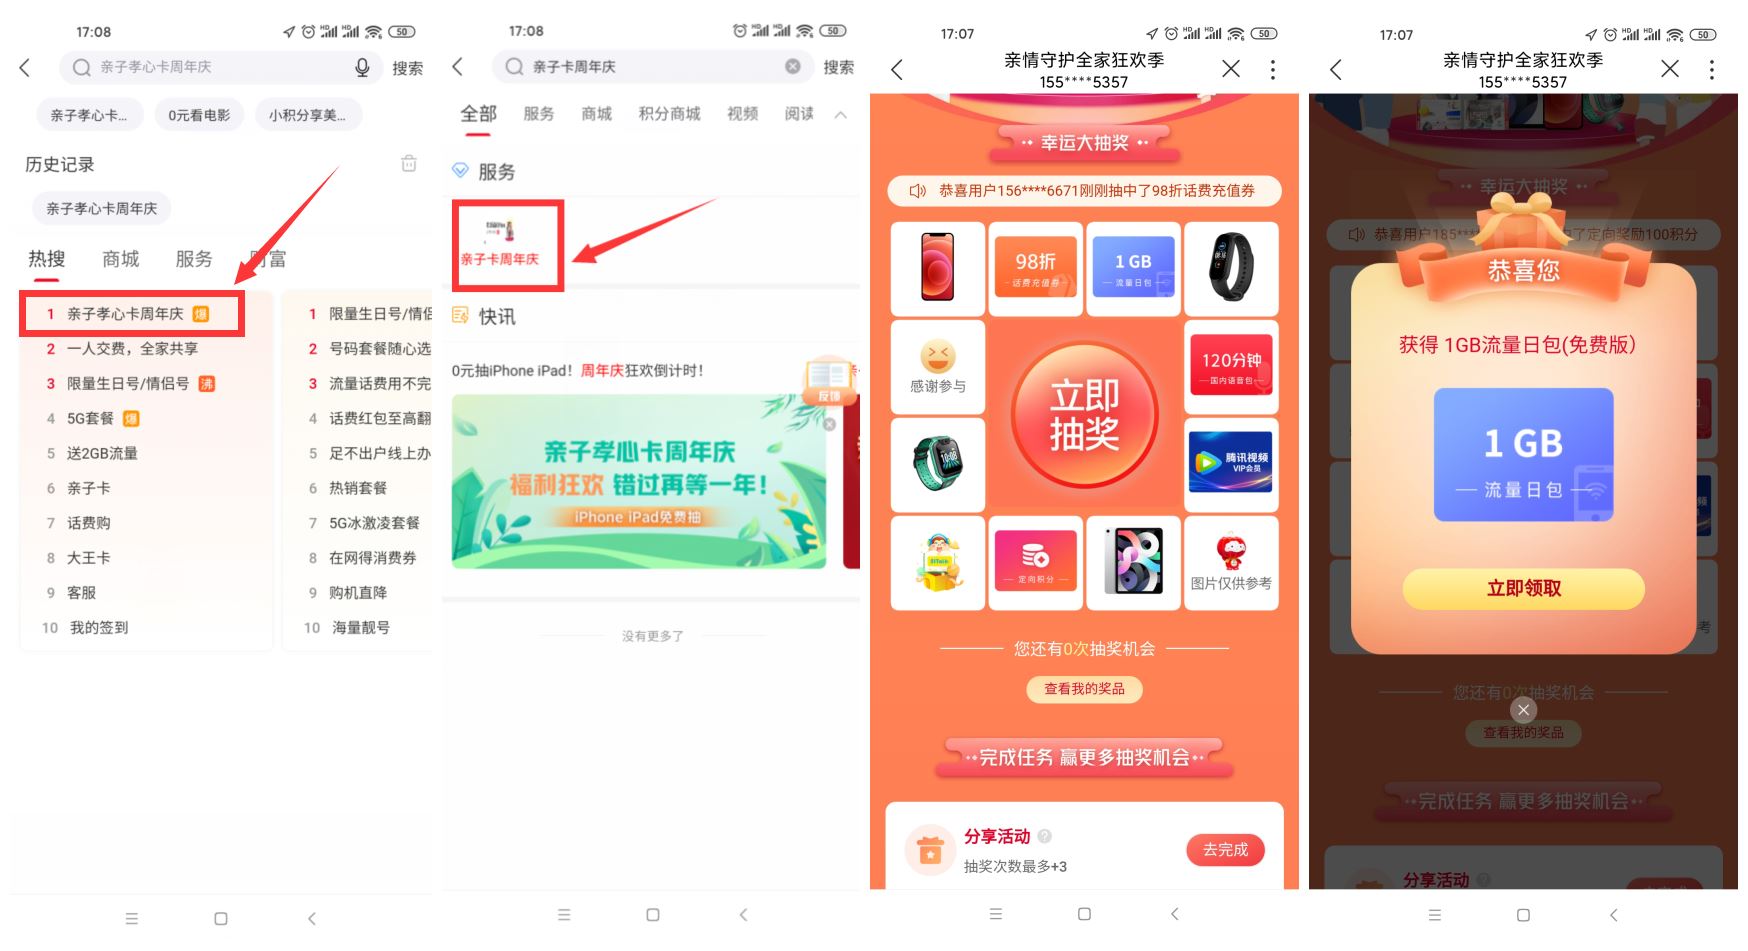 17:08
50
亲子孝心卡周年庆
搜索
亲子孝心卡...
0元看电影
小积分享美...
历史记录
亲子孝心卡周年庆
热搜
商城
服务
富
1 亲子孝心卡周年庆 爆
2 一人交费，全家共享
3 限量生日号/情侣号 沸
4 5G套餐 爆
5 送2GB流量
6 亲子卡
7 话费购
8 大王卡
9 客服
10 我的签到
1 限量生日号/情侣
2 号码套餐随心选
3 流量话费用不完
4 话费红包至高翻
5 足不出户线上办
6 热销套餐
7 5G冰激凌套餐
8 在网得消费券
9 购机直降
10 海量靓号
17:08
50
亲子卡周年庆
搜索
全部
服务
商城
积分商城
视频
阅读
服务
亲子卡周年庆
快讯
0元抽iPhone iPad！周年庆狂欢倒计时！
反馈
亲子孝心卡周年庆
福利狂欢 错过再等一年！
iPhone iPad免费抽
没有更多了
17:07
50
亲情守护全家狂欢季
155****5357
幸运大抽奖
恭喜用户156****6671刚刚抽中了98折话费充值券
98折
话费充值券
1 GB
流量日包
感谢参与
立即
抽奖
120分钟
国内语音包
腾讯视频
VIP会员
定向积分
图片仅供参考
您还有0次抽奖机会
查看我的奖品
完成任务 赢更多抽奖机会
分享活动 ?
抽奖次数最多+3
去完成
17:07
50
亲情守护全家狂欢季
155****5357
幸运大抽奖
恭喜用户185**
中了定向奖励100积分
恭喜您
获得 1GB流量日包(免费版）
1 GB
流量日包
立即领取
考
您还有0次抽奖机会
查看我的奖品
完成任务 赢更多抽奖机会
分享活动 ?